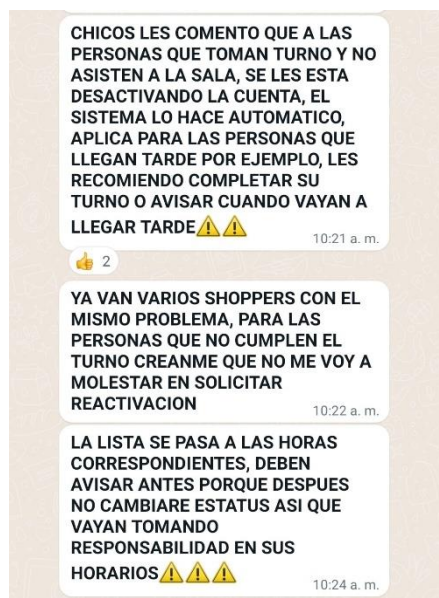 CHICOS LES COMENTO QUE A LAS
PERSONAS QUE TOMAN TURNO Y NO
ASISTEN A LA SALA, SE LES ESTA
DESACTIVANDO LA CUENTA, EL
SISTEMA LO HACE AUTOMATICO,
APLICA PARA LAS PERSONAS QUE
LLEGAN TARDE POR EJEMPLO, LES
RECOMIENDO COMPLETAR SU
TURNO O AVISAR CUANDO VAYAN A
LLEGAR TARDE⚠️⚠️
10:21 a. m.
👍 2
YA VAN VARIOS SHOPPERS CON EL
MISMO PROBLEMA, PARA LAS
PERSONAS QUE NO CUMPLEN EL
TURNO CREANME QUE NO ME VOY A
MOLESTAR EN SOLICITAR
REACTIVACION
10:22 a. m.
LA LISTA SE PASA A LAS HORAS
CORRESPONDIENTES, DEBEN
AVISAR ANTES PORQUE DESPUES
NO CAMBIARE ESTATUS ASI QUE
VAYAN TOMANDO
RESPONSABILIDAD EN SUS
HORARIOS⚠️⚠️⚠️
10:24 a. m.